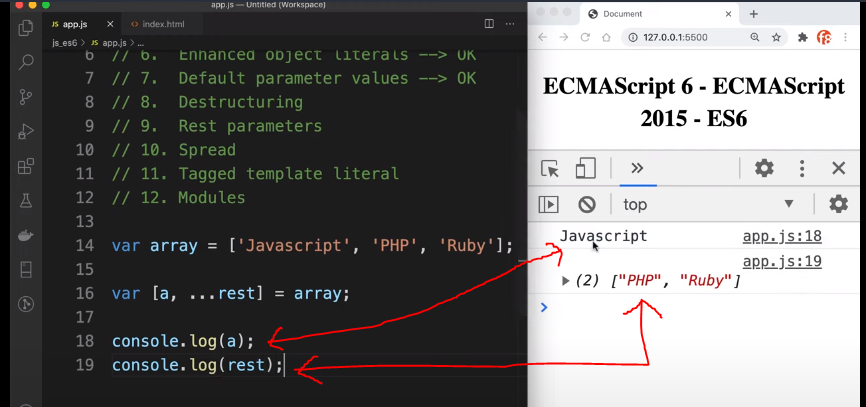 app.js — Untitled (Workspace)
JS app.js
index.html
js_es6 > JS app.js > ...
6 // 6. Enhanced object literals --> OK
7 // 7. Default parameter values --> OK
8 // 8. Destructuring
9 // 9. Rest parameters
10 // 10. Spread
11 // 11. Tagged template literal
12 // 12. Modules
13
14 var array = ['Javascript', 'PHP', 'Ruby'];
15
16 var [a, ...rest] = array;
17
18 console.log(a);
19 console.log(rest);
Document
127.0.0.1:5500
ECMAScript 6 - ECMAScript
2015 - ES6
top
Javascript app.js:18
app.js:19
(2) ["PHP", "Ruby"]